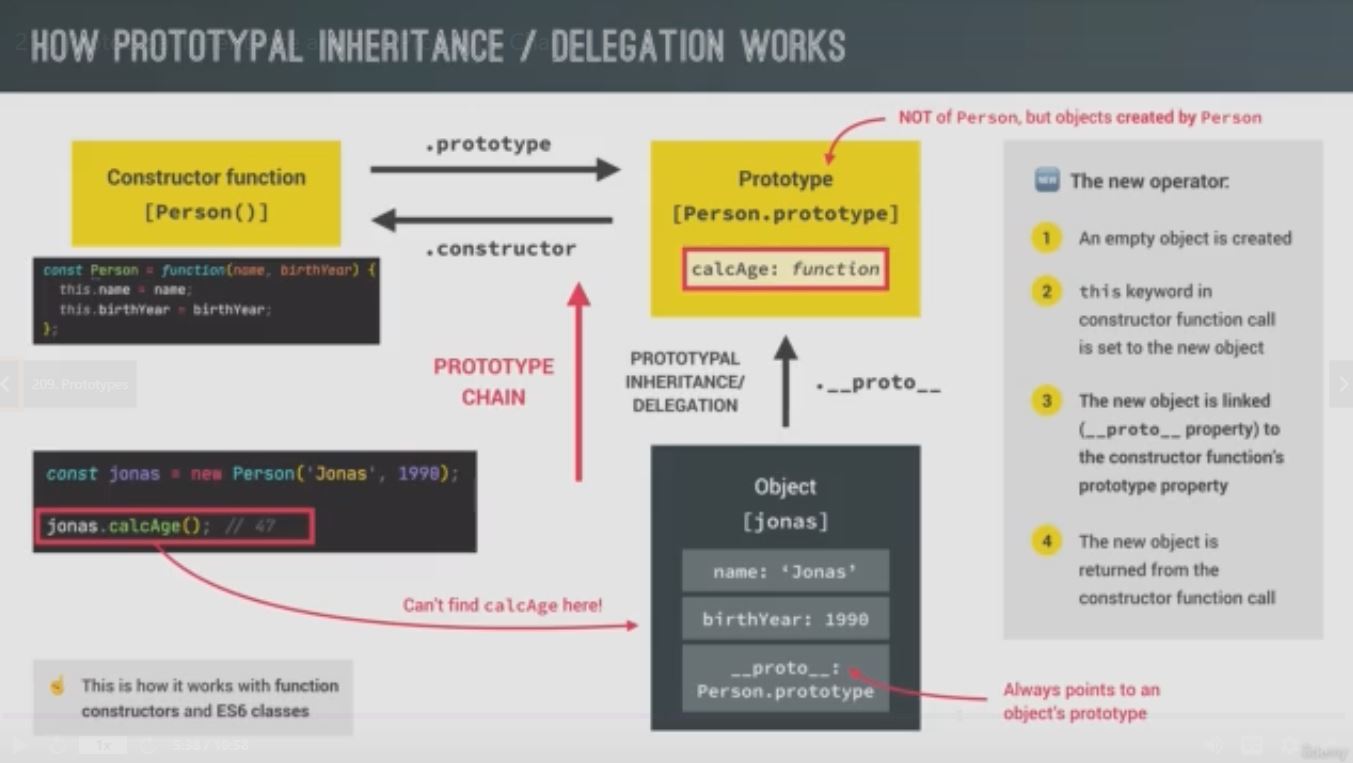 HOW PROTOTYPAL INHERITANCE / DELEGATION WORKS
NOT of Person, but objects created by Person
.prototype
Constructor function
[Person()]
.constructor
const Person = function(name, birthYear) {
this.name = name;
this.birthYear = birthYear;
};
Prototype
[Person.prototype]
calcAge: function
NEW
The new operator:
1 An empty object is created
2 this keyword in
constructor function call
is set to the new object
3 The new object is linked
(__proto__ property) to
the constructor function's
prototype property
4 The new object is
returned from the
constructor function call
209. Prototypes
PROTOTYPE
CHAIN
PROTOTYPAL
INHERITANCE/
DELEGATION
.__proto__
const jonas = new Person('Jonas', 1990);
jonas.calcAge(); // 47
Can't find calcAge here!
Object
[jonas]
name: ‘Jonas’
birthYear: 1990
__proto__:
Person.prototype
Always points to an
object's prototype
☝ This is how it works with function
constructors and ES6 classes
1x
5:38 / 16:58
Udemy